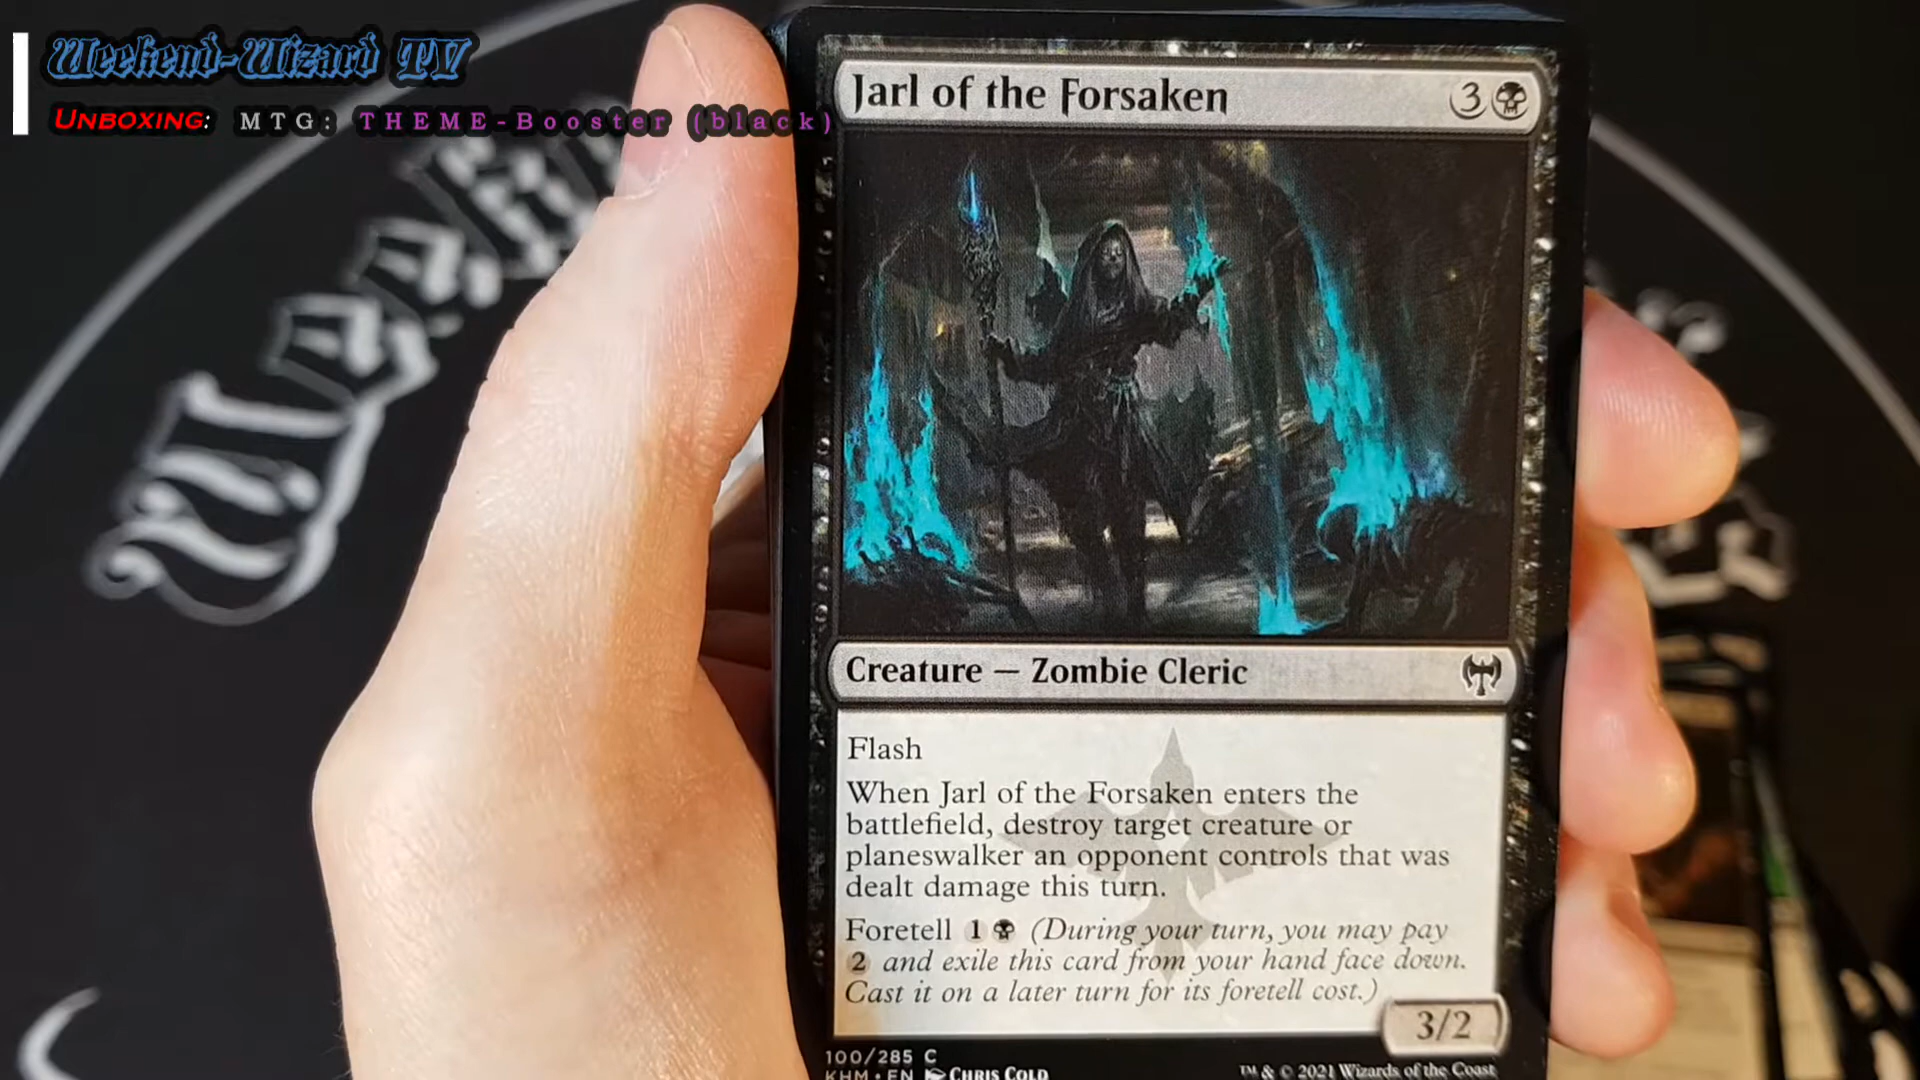 Weekend-Wizard TV
UNBOXING: MTG: THEME-Booster (black)
Jarl of the Forsaken 3
Creature — Zombie Cleric
Flash
When Jarl of the Forsaken enters the
battlefield, destroy target creature or
planeswalker an opponent controls that was
dealt damage this turn.
Foretell 1 (During your turn, you may pay
2 and exile this card from your hand face down.
Cast it on a later turn for its foretell cost.)
3/2
100/285 C
KHM • EN CHRIS COLD
™ & © 2021 Wizards of the Coast